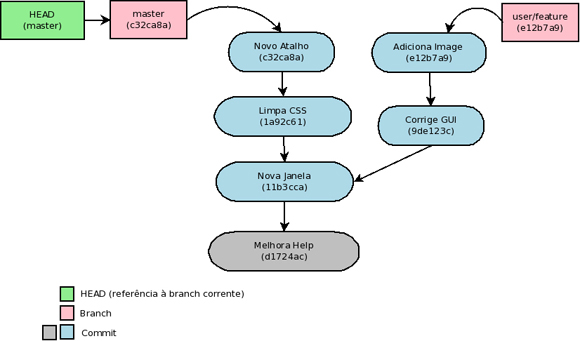 HEAD
(master)
master
(c32ca8a)
user/feature
(e12b7a9)
Novo Atalho
(c32ca8a)
Adiciona Image
(e12b7a9)
Limpa CSS
(1a92c61)
Corrige GUI
(9de123c)
Nova Janela
(11b3cca)
Melhora Help
(d1724ac)
HEAD (referência à branch corrente)
Branch
Commit